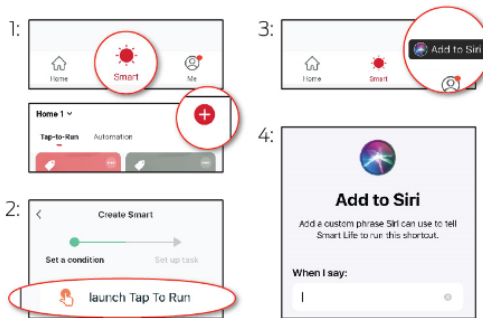 1:
Home
Smart
Me
Home 1
Tap-to-Run Automation
2:
Create Smart
Set a condition Set up task
launch Tap To Run
3:
Add to Siri
Home
Smart
4:
Add to Siri
Add a custom phrase Siri can use to tell
Smart Life to run this shortcut.
When I say: